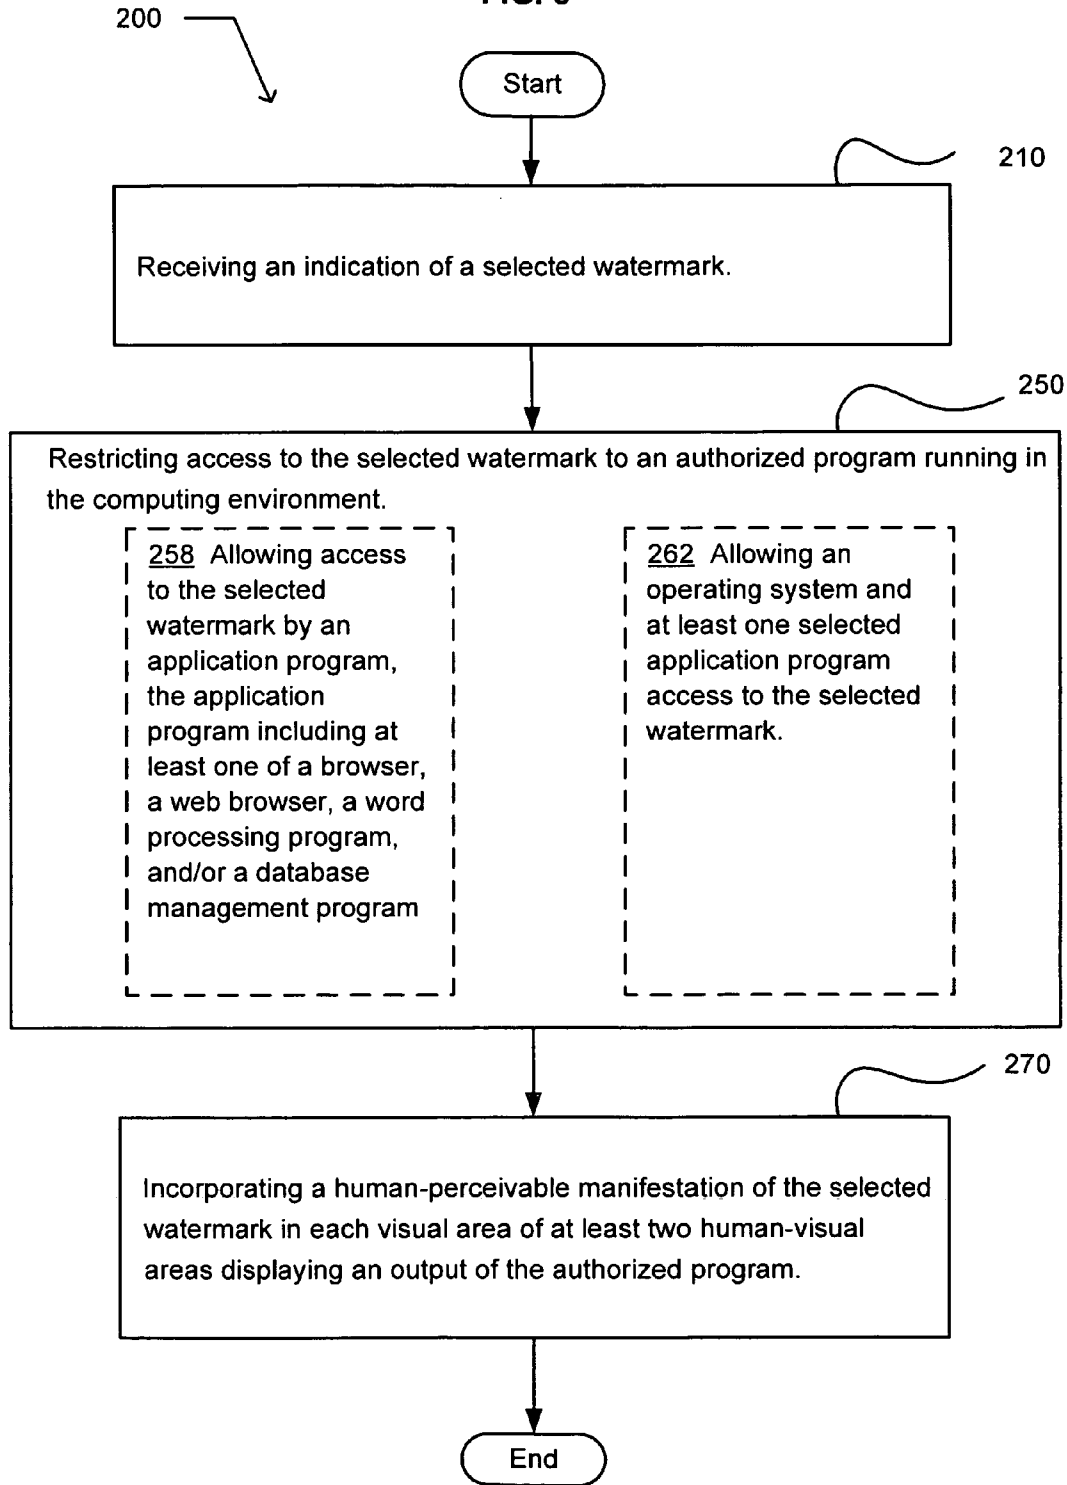 200
Start
210
Receiving an indication of a selected watermark.
250
Restricting access to the selected watermark to an authorized program running in
the computing environment.
258 Allowing access
to the selected
watermark by an
application program,
the application
program including at
least one of a browser,
a web browser, a word
processing program,
and/or a database
management program
262 Allowing an
operating system and
at least one selected
application program
access to the selected
watermark.
270
Incorporating a human-perceivable manifestation of the selected
watermark in each visual area of at least two human-visual
areas displaying an output of the authorized program.
End